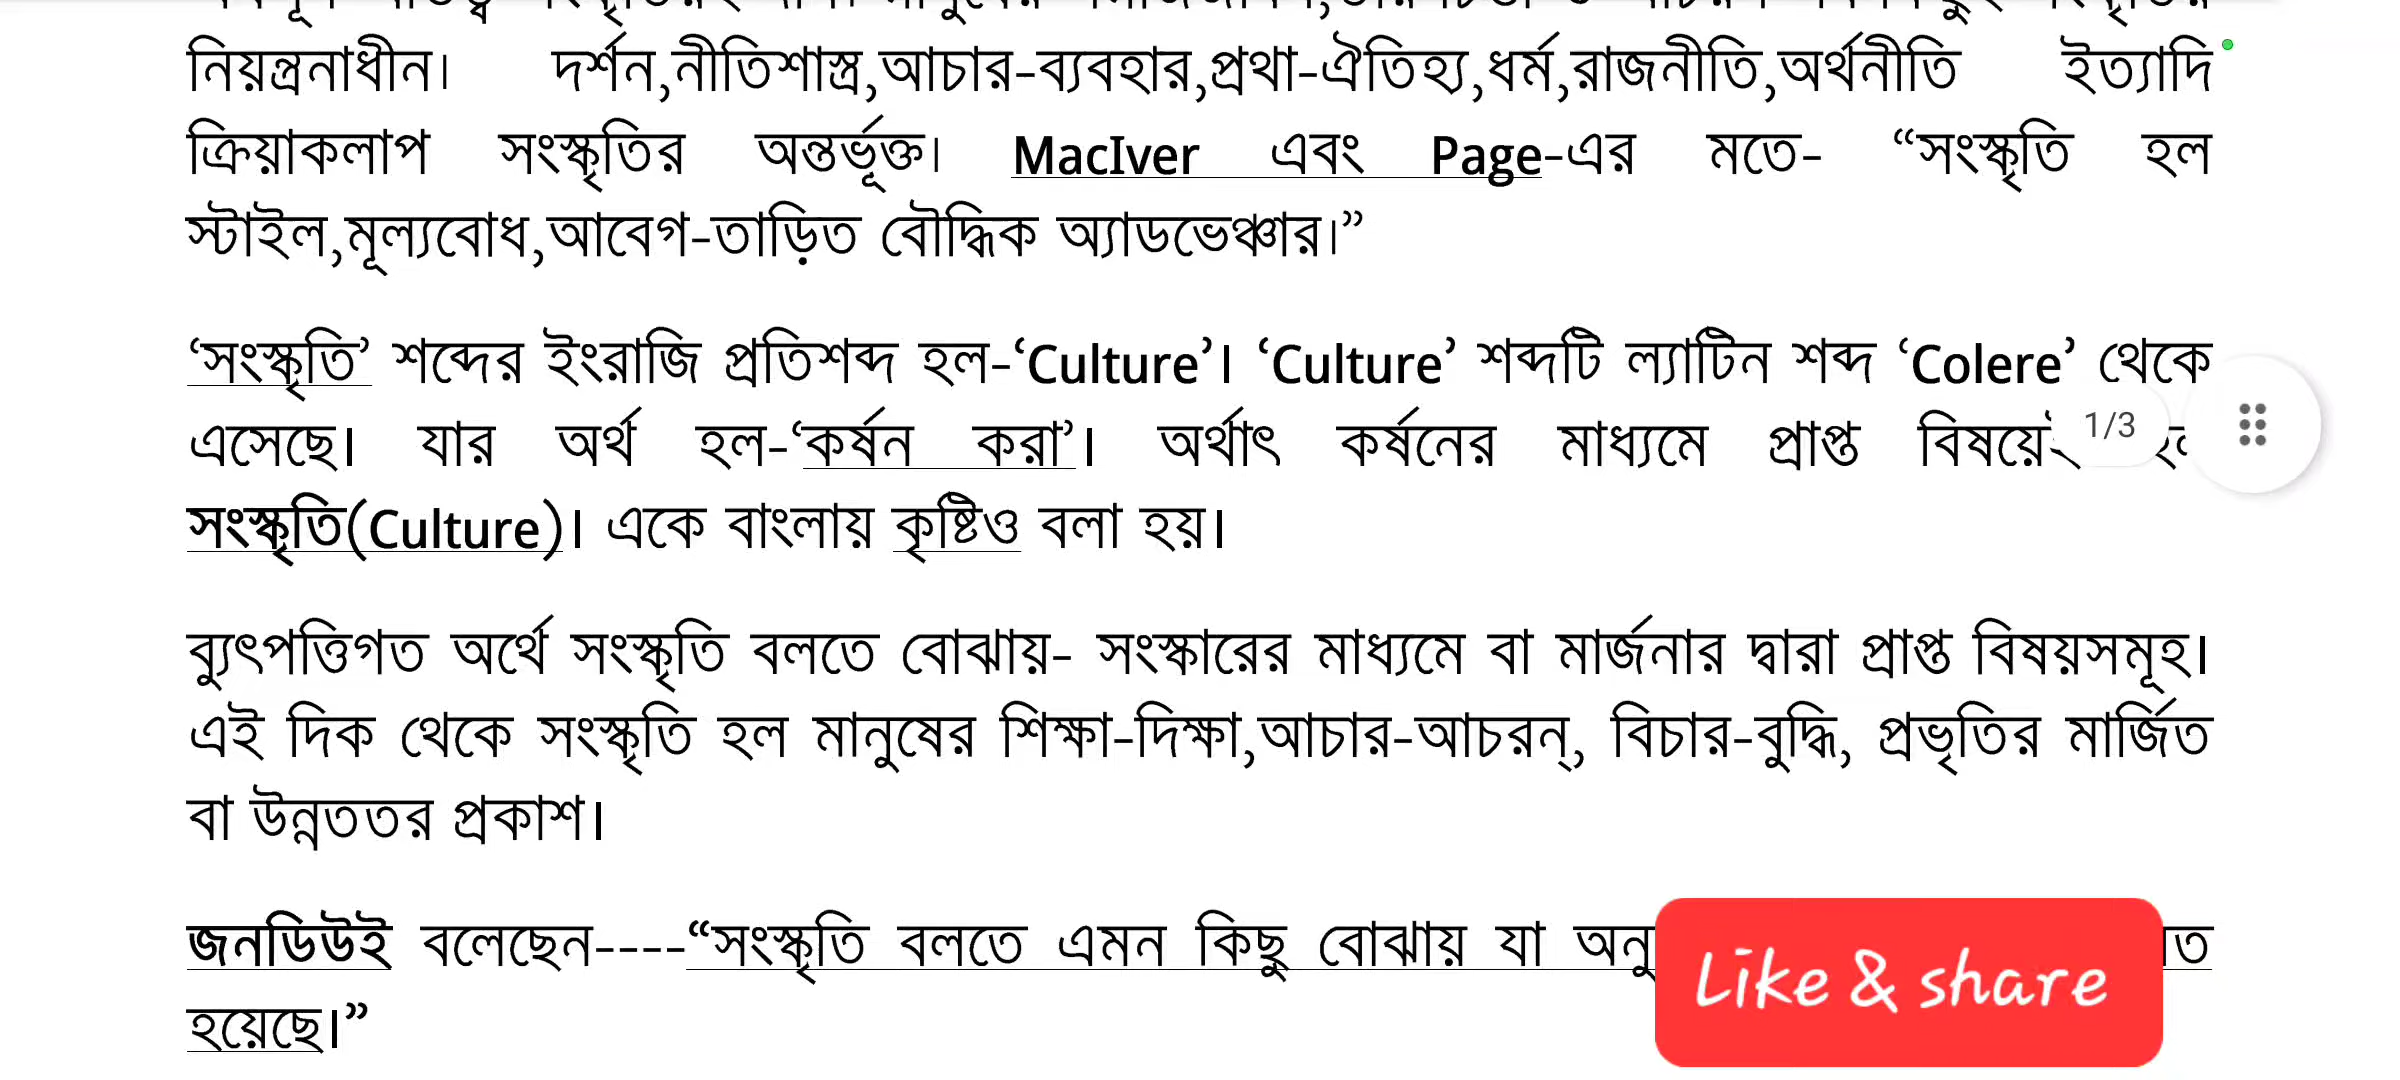 নিয়ন্ত্রনাধীন। দর্শন,নীতিশাস্ত্র,আচার-ব্যবহার,প্রথা-ঐতিহ্য,ধর্ম,রাজনীতি,অর্থনীতি ইত্যাদি
ক্রিয়াকলাপ সংস্কৃতির অন্তর্ভূক্ত। MacIver এবং Page-এর মতে- “সংস্কৃতি হল
স্টাইল,মূল্যবোধ,আবেগ-তাড়িত বৌদ্ধিক অ্যাডভেঞ্চার।”
‘সংস্কৃতি’ শব্দের ইংরাজি প্রতিশব্দ হল-‘Culture’। ‘Culture’ শব্দটি ল্যাটিন শব্দ ‘Colere’ থেকে
এসেছে। যার অর্থ হল-‘কর্ষন করা’। অর্থাৎ কর্ষনের মাধ্যমে প্রাপ্ত
1/3
সংস্কৃতি(Culture)। একে বাংলায় কৃষ্টিও বলা হয়।
ব্যুৎপত্তিগত অর্থে সংস্কৃতি বলতে বোঝায়- সংস্কারের মাধ্যমে বা মার্জনার দ্বারা প্রাপ্ত বিষয়সমূহ।
এই দিক থেকে সংস্কৃতি হল মানুষের শিক্ষা-দিক্ষা,আচার-আচরন্, বিচার-বুদ্ধি, প্রভৃতির মার্জিত
বা উন্নততর প্রকাশ।
জনডিউই বলেছেন----“সংস্কৃতি বলতে এমন কিছু বোঝায় যা
Like & share
হয়েছে।”